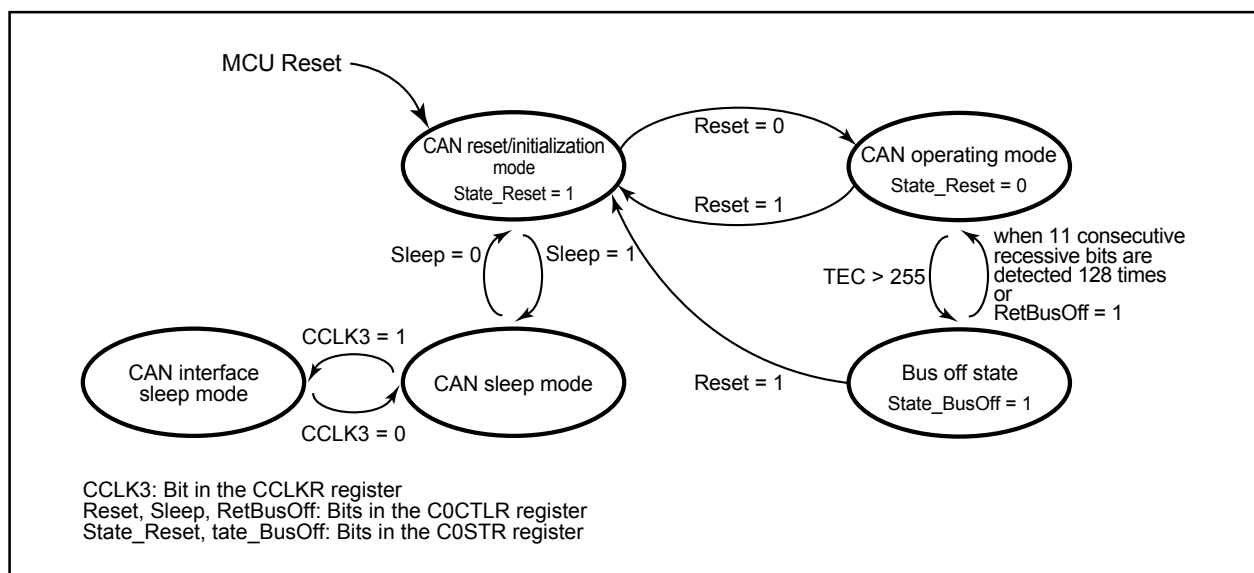 MCU Reset
CAN reset/initialization
mode
State_Reset = 1
Reset = 0
CAN operating mode
State_Reset = 0
Reset = 1
Sleep = 0
Sleep = 1
TEC > 255
when 11 consecutive
recessive bits are
detected 128 times
or
RetBusOff = 1
CCLK3 = 1
CAN interface
sleep mode
CAN sleep mode
Reset = 1
Bus off state
State_BusOff = 1
CCLK3 = 0
CCLK3: Bit in the CCLKR register
Reset, Sleep, RetBusOff: Bits in the C0CTLR register
State_Reset, tate_BusOff: Bits in the C0STR register